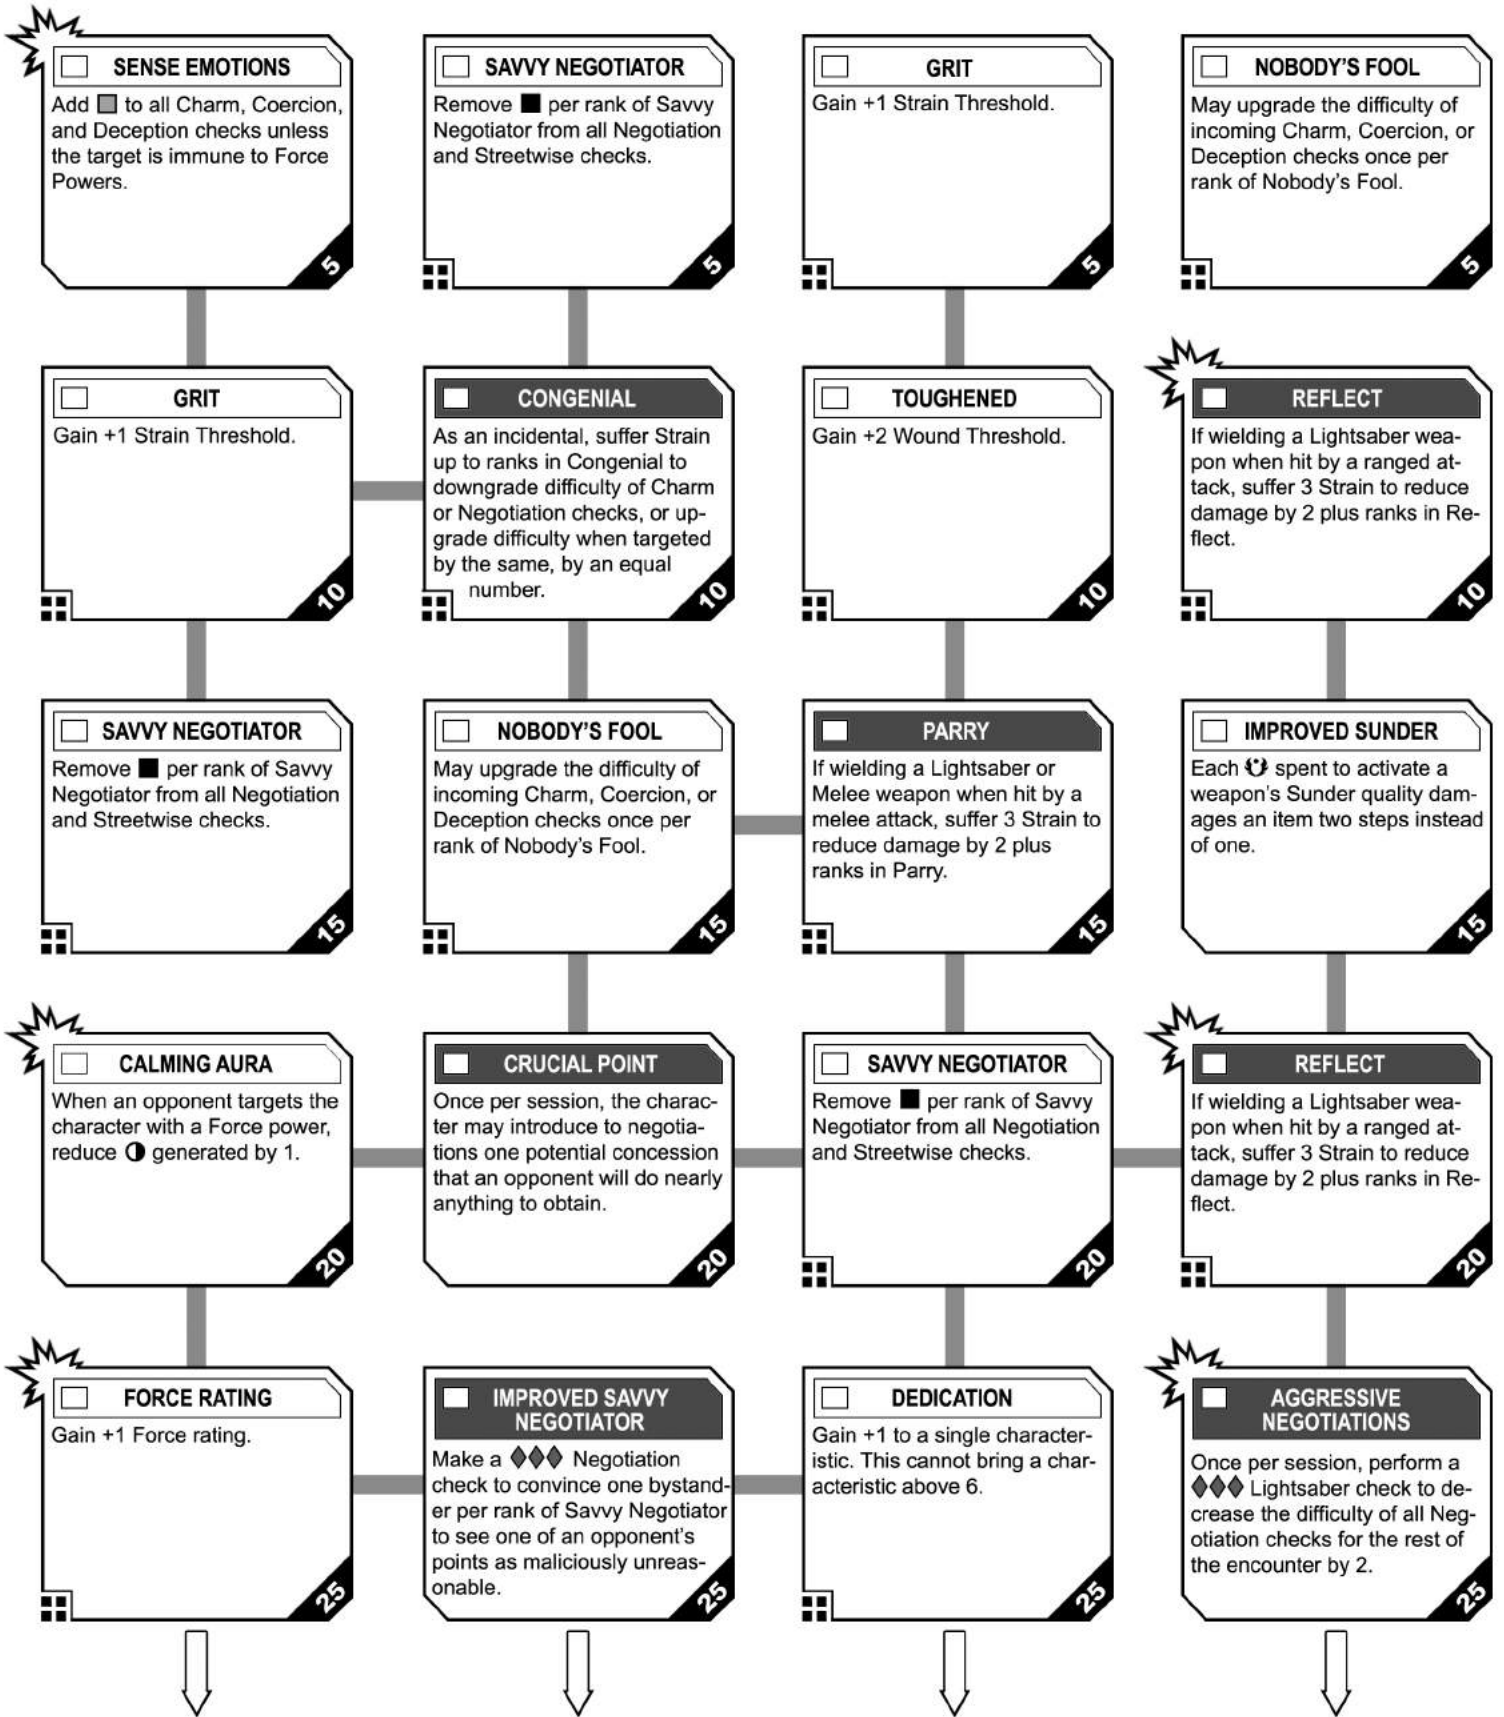 SENSE EMOTIONS
Add to all Charm, Coercion,
and Deception checks unless
the target is immune to Force
Powers.
5
SAVVY NEGOTIATOR
Remove per rank of Savvy
Negotiator from all Negotiation
and Streetwise checks.
5
GRIT
Gain +1 Strain Threshold.
5
NOBODY'S FOOL
May upgrade the difficulty of
incoming Charm, Coercion, or
Deception checks once per
rank of Nobody's Fool.
5
GRIT
Gain +1 Strain Threshold.
10
CONGENIAL
As an incidental, suffer Strain
up to ranks in Congenial to
downgrade difficulty of Charm
or Negotiation checks, or up-
grade difficulty when targeted
by the same, by an equal
number.
10
TOUGHENED
Gain +2 Wound Threshold.
10
REFLECT
If wielding a Lightsaber wea-
pon when hit by a ranged at-
tack, suffer 3 Strain to reduce
damage by 2 plus ranks in Re-
flect.
10
SAVVY NEGOTIATOR
Remove per rank of Savvy
Negotiator from all Negotiation
and Streetwise checks.
15
NOBODY'S FOOL
May upgrade the difficulty of
incoming Charm, Coercion, or
Deception checks once per
rank of Nobody's Fool.
15
PARRY
If wielding a Lightsaber or
Melee weapon when hit by a
melee attack, suffer 3 Strain to
reduce damage by 2 plus
ranks in Parry.
15
IMPROVED SUNDER
Each spent to activate a
weapon's Sunder quality dam-
ages an item two steps instead
of one.
15
CALMING AURA
When an opponent targets the
character with a Force power,
reduce generated by 1.
20
CRUCIAL POINT
Once per session, the charac-
ter may introduce to negotia-
tions one potential concession
that an opponent will do nearly
anything to obtain.
20
SAVVY NEGOTIATOR
Remove per rank of Savvy
Negotiator from all Negotiation
and Streetwise checks.
20
REFLECT
If wielding a Lightsaber wea-
pon when hit by a ranged at-
tack, suffer 3 Strain to reduce
damage by 2 plus ranks in Re-
flect.
20
FORCE RATING
Gain +1 Force rating.
25
IMPROVED SAVVY
NEGOTIATOR
Make a Negotiation
check to convince one bystand-
er per rank of Savvy Negotiator
to see one of an opponent's
points as maliciously unreas-
onable.
25
DEDICATION
Gain +1 to a single character-
istic. This cannot bring a char-
acteristic above 6.
25
AGGRESSIVE
NEGOTIATIONS
Once per session, perform a
Lightsaber check to de-
crease the difficulty of all Neg-
otiation checks for the rest of
the encounter by 2.
25